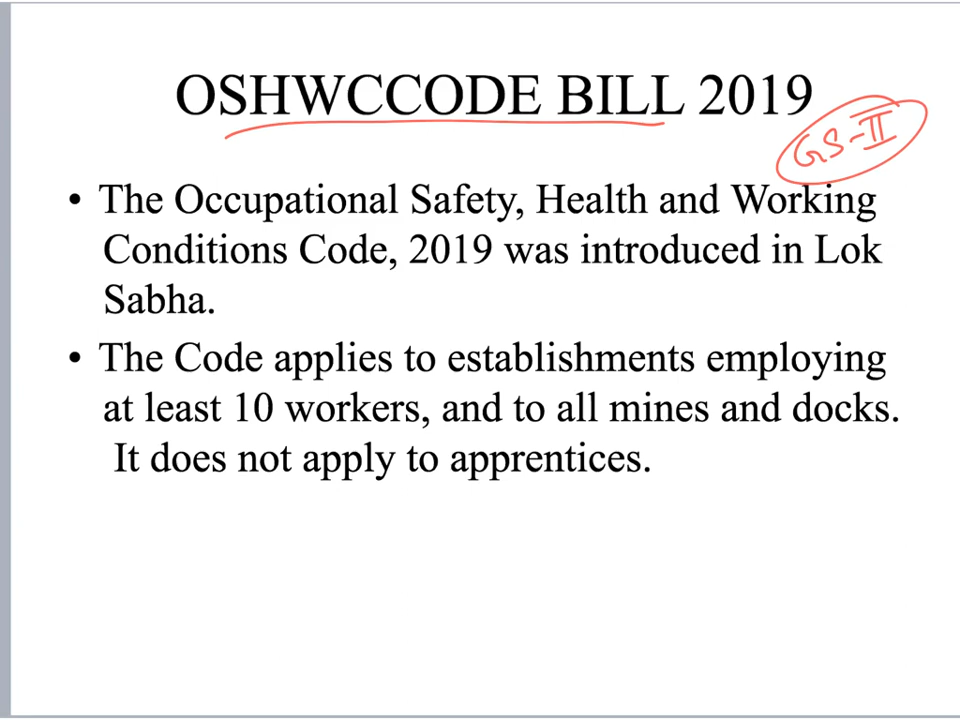 OSHWCCODE BILL 2019
GS-II
• The Occupational Safety, Health and Working
Conditions Code, 2019 was introduced in Lok
Sabha.
• The Code applies to establishments employing
at least 10 workers, and to all mines and docks.
It does not apply to apprentices.